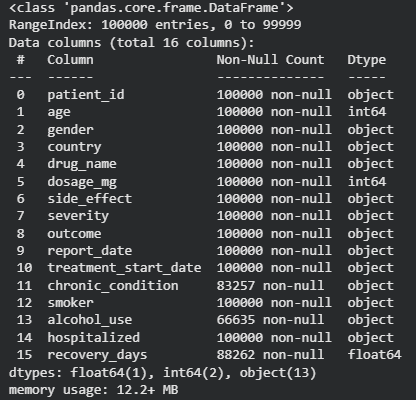 <class 'pandas.core.frame.DataFrame'>
RangeIndex: 100000 entries, 0 to 99999
Data columns (total 16 columns):
 #   Column                Non-Null Count   Dtype
---  ------                --------------   -----
 0   patient_id            100000 non-null  object
 1   age                   100000 non-null  int64
 2   gender                100000 non-null  object
 3   country               100000 non-null  object
 4   drug_name             100000 non-null  object
 5   dosage_mg             100000 non-null  int64
 6   side_effect           100000 non-null  object
 7   severity              100000 non-null  object
 8   outcome               100000 non-null  object
 9   report_date           100000 non-null  object
 10  treatment_start_date  100000 non-null  object
 11  chronic_condition     83257 non-null   object
 12  smoker                100000 non-null  object
 13  alcohol_use           66635 non-null   object
 14  hospitalized          100000 non-null  object
 15  recovery_days         88262 non-null   float64
dtypes: float64(1), int64(2), object(13)
memory usage: 12.2+ MB